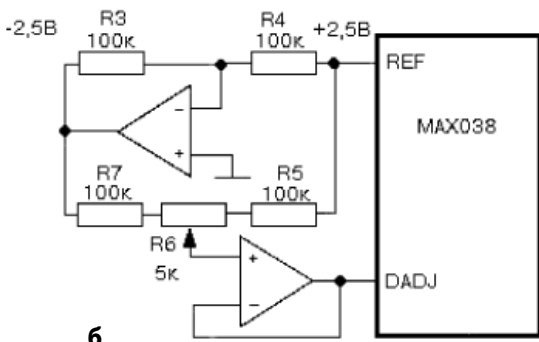 -2,5В
R3
100к
R4
100к
+2,5В
REF
MAX038
−
+
R7
100к
R5
100к
R6
5к
+
−
DADJ
б